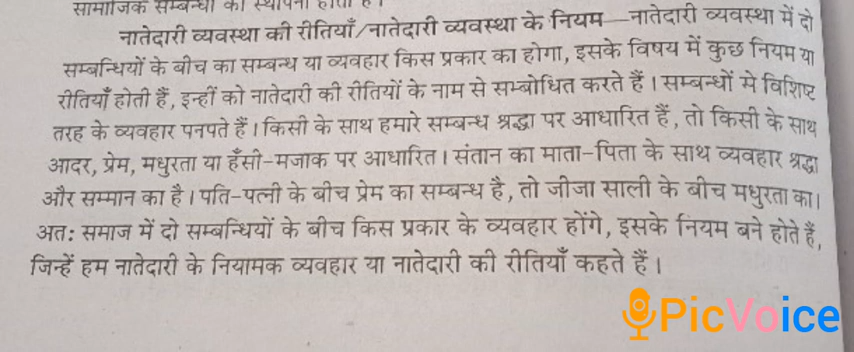 सामाजिक सम्बन्धों की स्थापना होती है।
नातेदारी व्यवस्था की रीतियाँ/नातेदारी व्यवस्था के नियम—नातेदारी व्यवस्था में दो
सम्बन्धियों के बीच का सम्बन्ध या व्यवहार किस प्रकार का होगा, इसके विषय में कुछ नियम या
रीतियाँ होती हैं, इन्हीं को नातेदारी की रीतियों के नाम से सम्बोधित करते हैं। सम्बन्धों मे विशिष्ट
तरह के व्यवहार पनपते हैं। किसी के साथ हमारे सम्बन्ध श्रद्धा पर आधारित हैं, तो किसी के साथ
आदर, प्रेम, मधुरता या हँसी-मजाक पर आधारित। संतान का माता-पिता के साथ व्यवहार श्रद्धा
और सम्मान का है। पति-पत्नी के बीच प्रेम का सम्बन्ध है, तो जीजा साली के बीच मधुरता का।
अतः समाज में दो सम्बन्धियों के बीच किस प्रकार के व्यवहार होंगे, इसके नियम बने होते हैं,
जिन्हें हम नातेदारी के नियामक व्यवहार या नातेदारी की रीतियाँ कहते हैं।
PicVoice